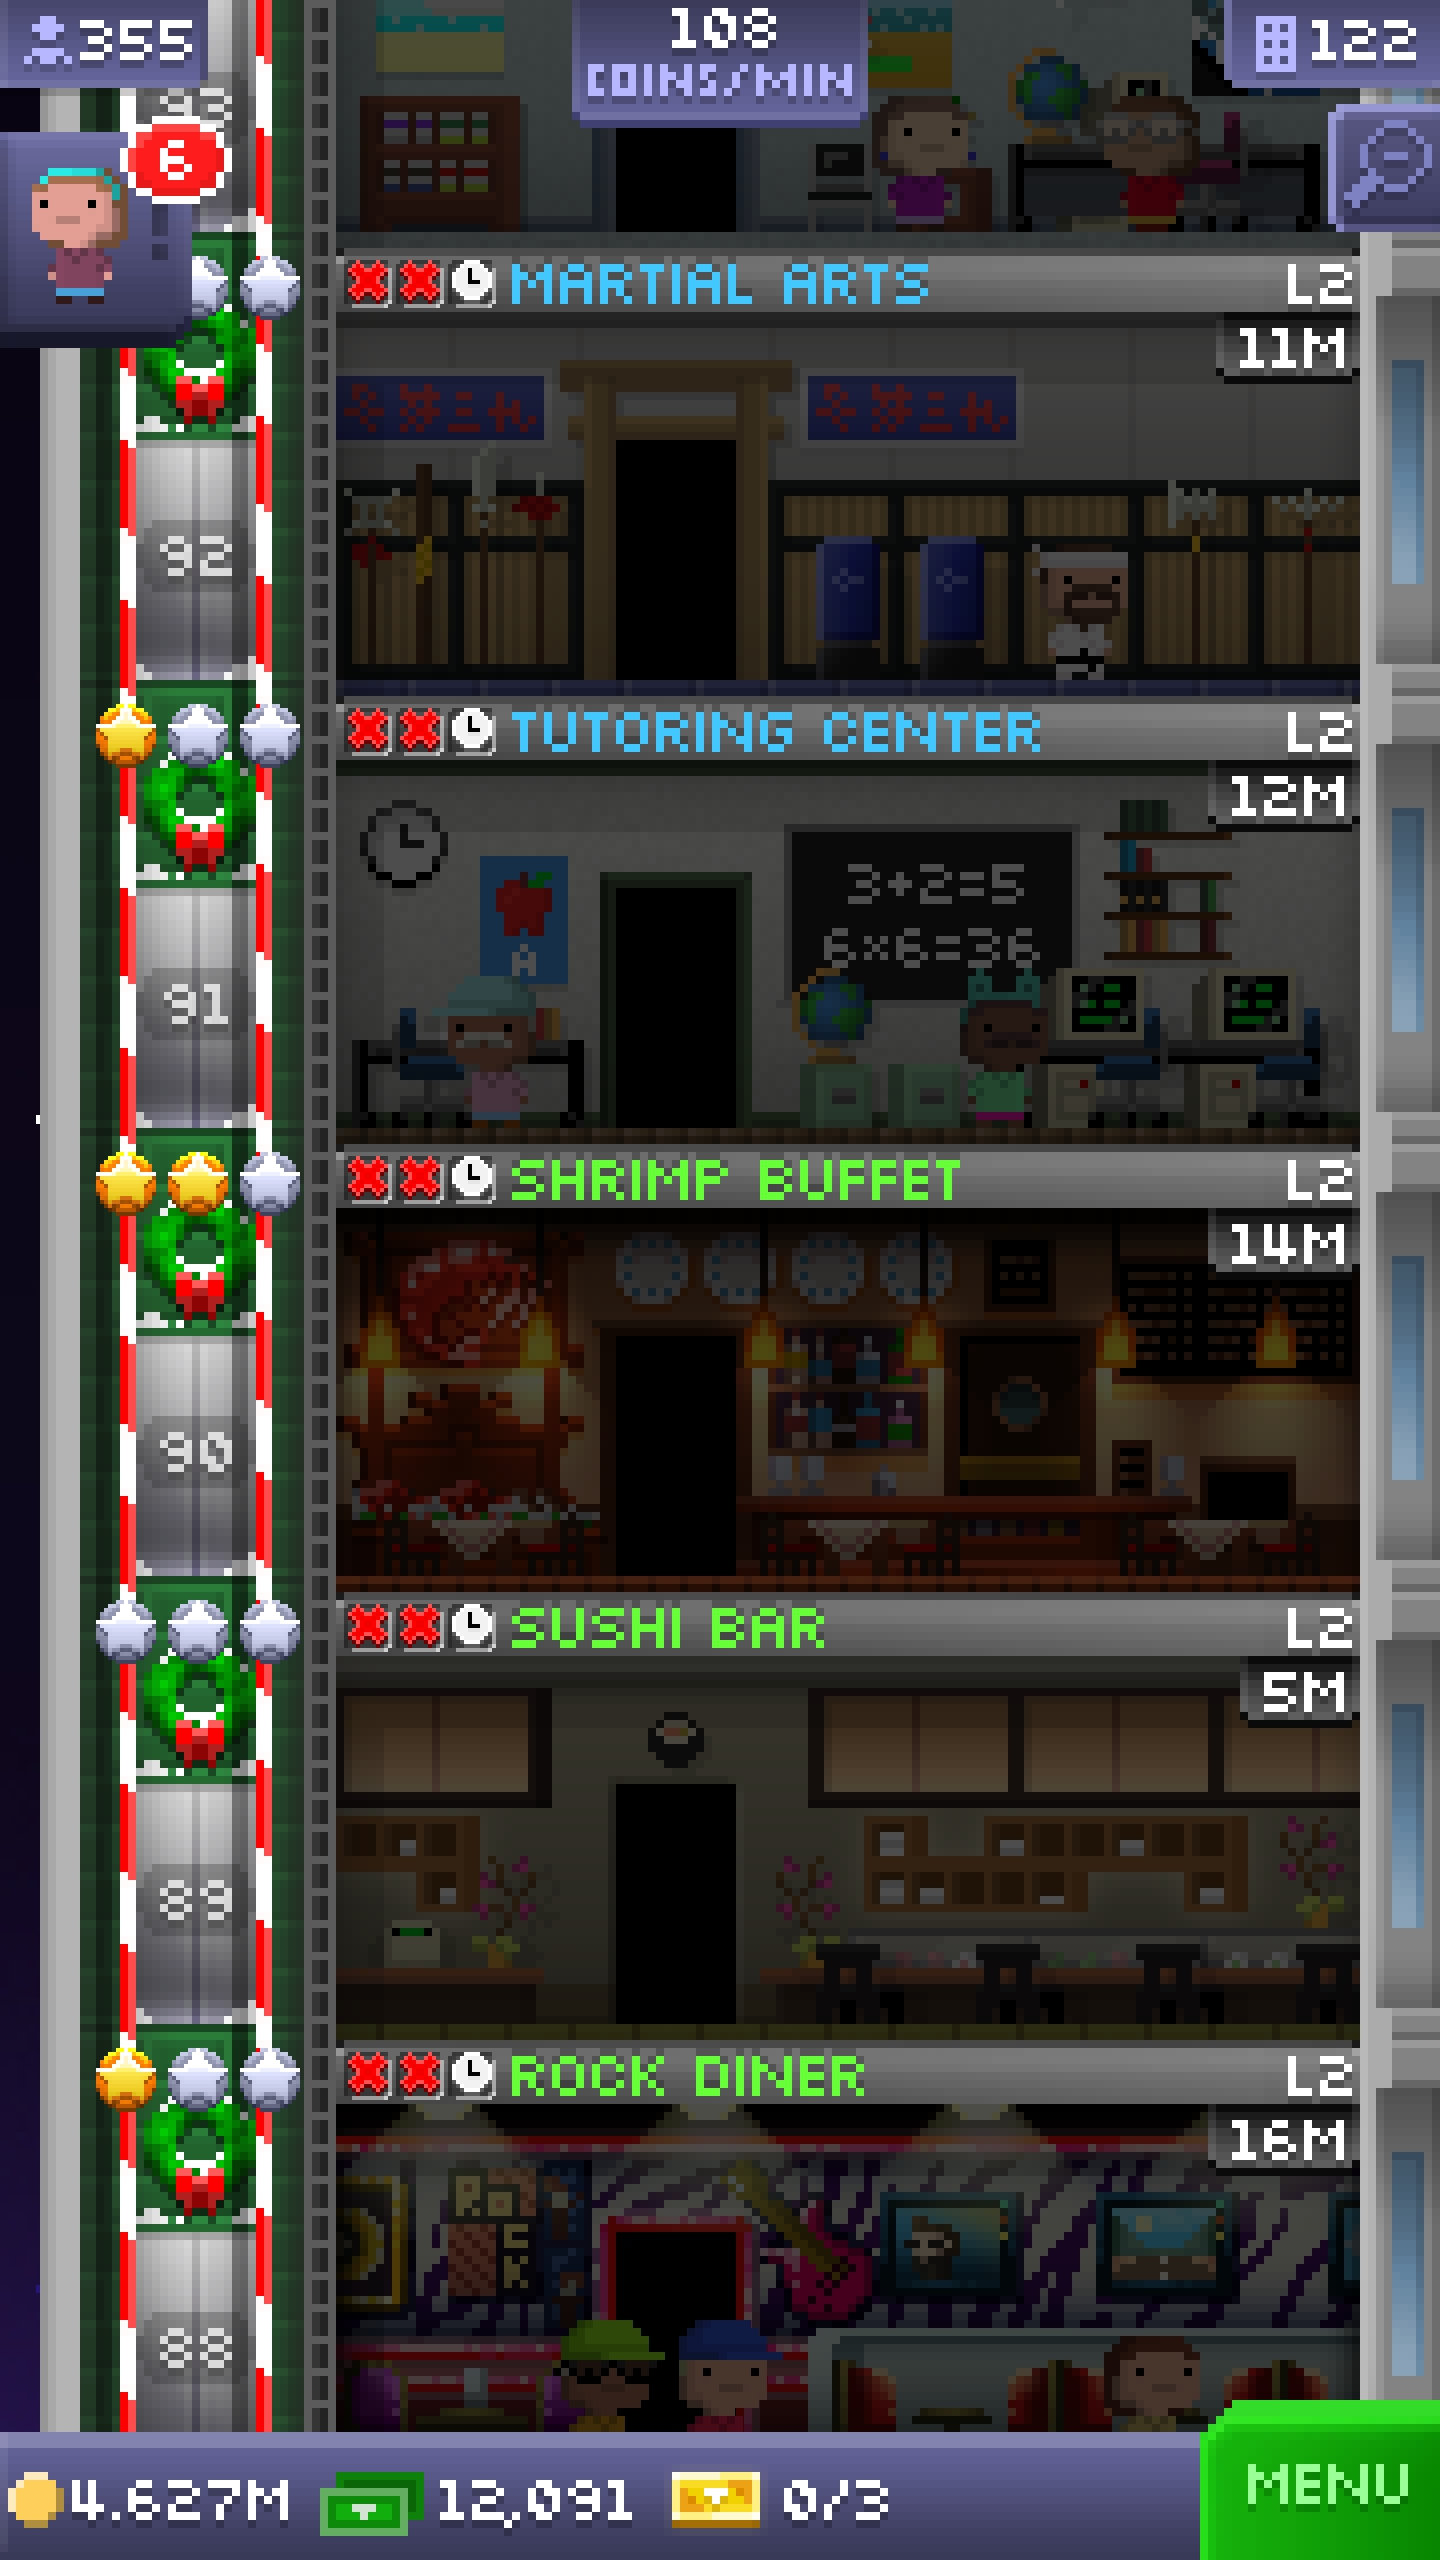 355
108
COINS/MIN
122
93
6
MARTIAL ARTS
L2
11M
92
TUTORING CENTER
L2
12M
3+2=5
6×6=36
A
91
SHRIMP BUFFET
L2
14M
90
SUSHI BAR
L2
5M
89
ROCK DINER
L2
16M
88
4.627M
12,091
0/3
MENU